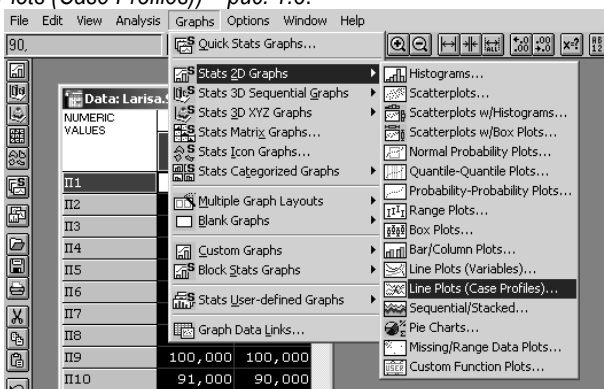 Plots (Case Profiles)) – рис. 1.6.
File Edit View Analysis Graphs Options Window Help
90,
Quick Stats Graphs...
Stats 2D Graphs
Stats 3D Sequential Graphs
Stats 3D XYZ Graphs
Stats Matrix Graphs...
Stats Icon Graphs...
Stats Categorized Graphs
Multiple Graph Layouts
Blank Graphs
Custom Graphs
Block Stats Graphs
Stats User-defined Graphs
Graph Data Links...
Histograms...
Scatterplots...
Scatterplots w/Histograms...
Scatterplots w/Box Plots...
Normal Probability Plots...
Quantile-Quantile Plots...
Probability-Probability Plots...
Range Plots...
Box Plots...
Bar/Column Plots...
Line Plots (Variables)...
Line Plots (Case Profiles)...
Sequential/Stacked...
Pie Charts...
Missing/Range Data Plots...
Custom Function Plots...
Data: Larisa.S
NUMERIC
VALUES
П1
П2
П3
П4
П5
П6
П7
П8
П9 100,000 100,000
П10 91,000 90,000